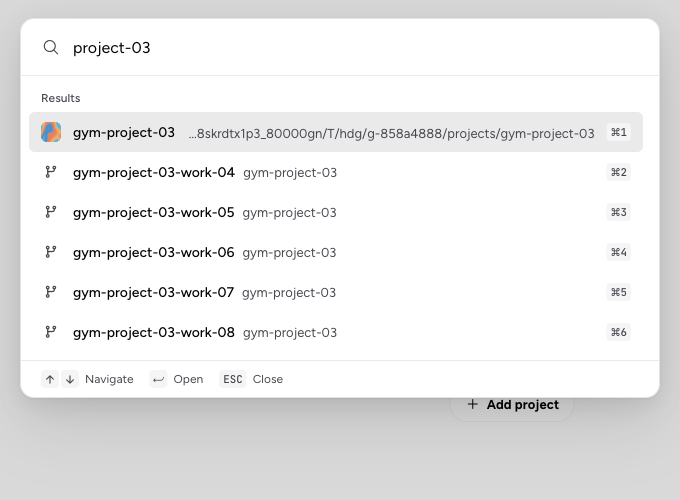 project-03
Results
gym-project-03 ...8skrdtx1p3_80000gn/T/hdg/g-858a4888/projects/gym-project-03 ⌘1
gym-project-03-work-04 gym-project-03 ⌘2
gym-project-03-work-05 gym-project-03 ⌘3
gym-project-03-work-06 gym-project-03 ⌘4
gym-project-03-work-07 gym-project-03 ⌘5
gym-project-03-work-08 gym-project-03 ⌘6
Navigate Open ESC Close
Add project